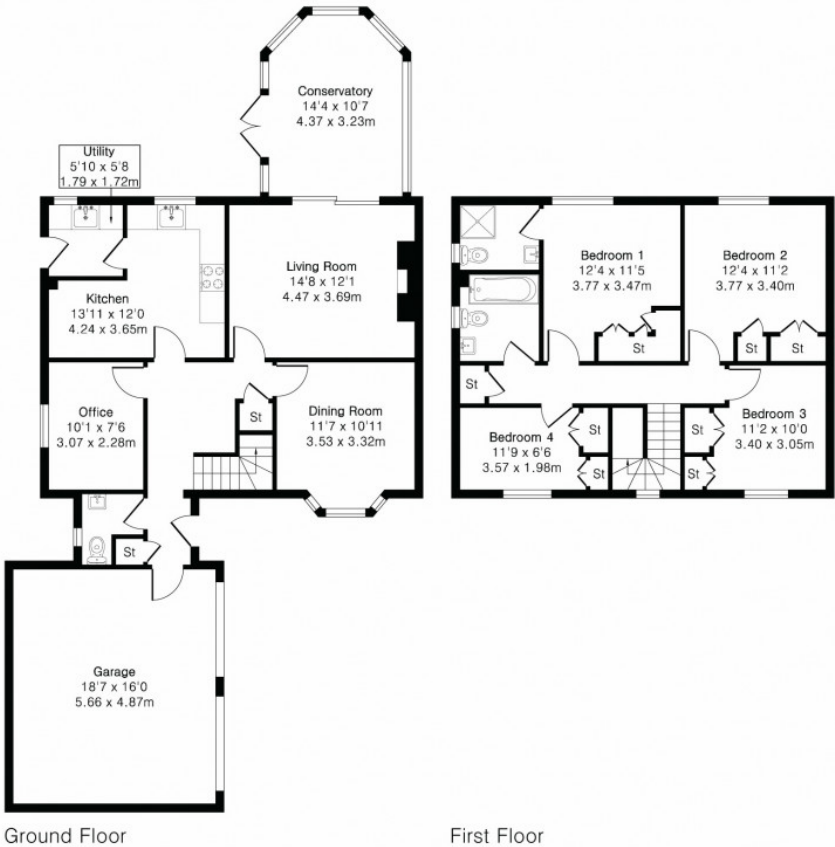 Conservatory
14'4 x 10'7
4.37 x 3.23m
Utility
5'10 x 5'8
1.79 x 1.72m
Living Room
14'8 x 12'1
4.47 x 3.69m
Kitchen
13'11 x 12'0
4.24 x 3.65m
Office
10'1 x 7'6
3.07 x 2.28m
St
Dining Room
11'7 x 10'11
3.53 x 3.32m
St
Garage
18'7 x 16'0
5.66 x 4.87m
Ground Floor
Bedroom 1
12'4 x 11'5
3.77 x 3.47m
Bedroom 2
12'4 x 11'2
3.77 x 3.40m
St
St
St
St
Bedroom 4
11'9 x 6'6
3.57 x 1.98m
St
St
St
St
Bedroom 3
11'2 x 10'0
3.40 x 3.05m
First Floor